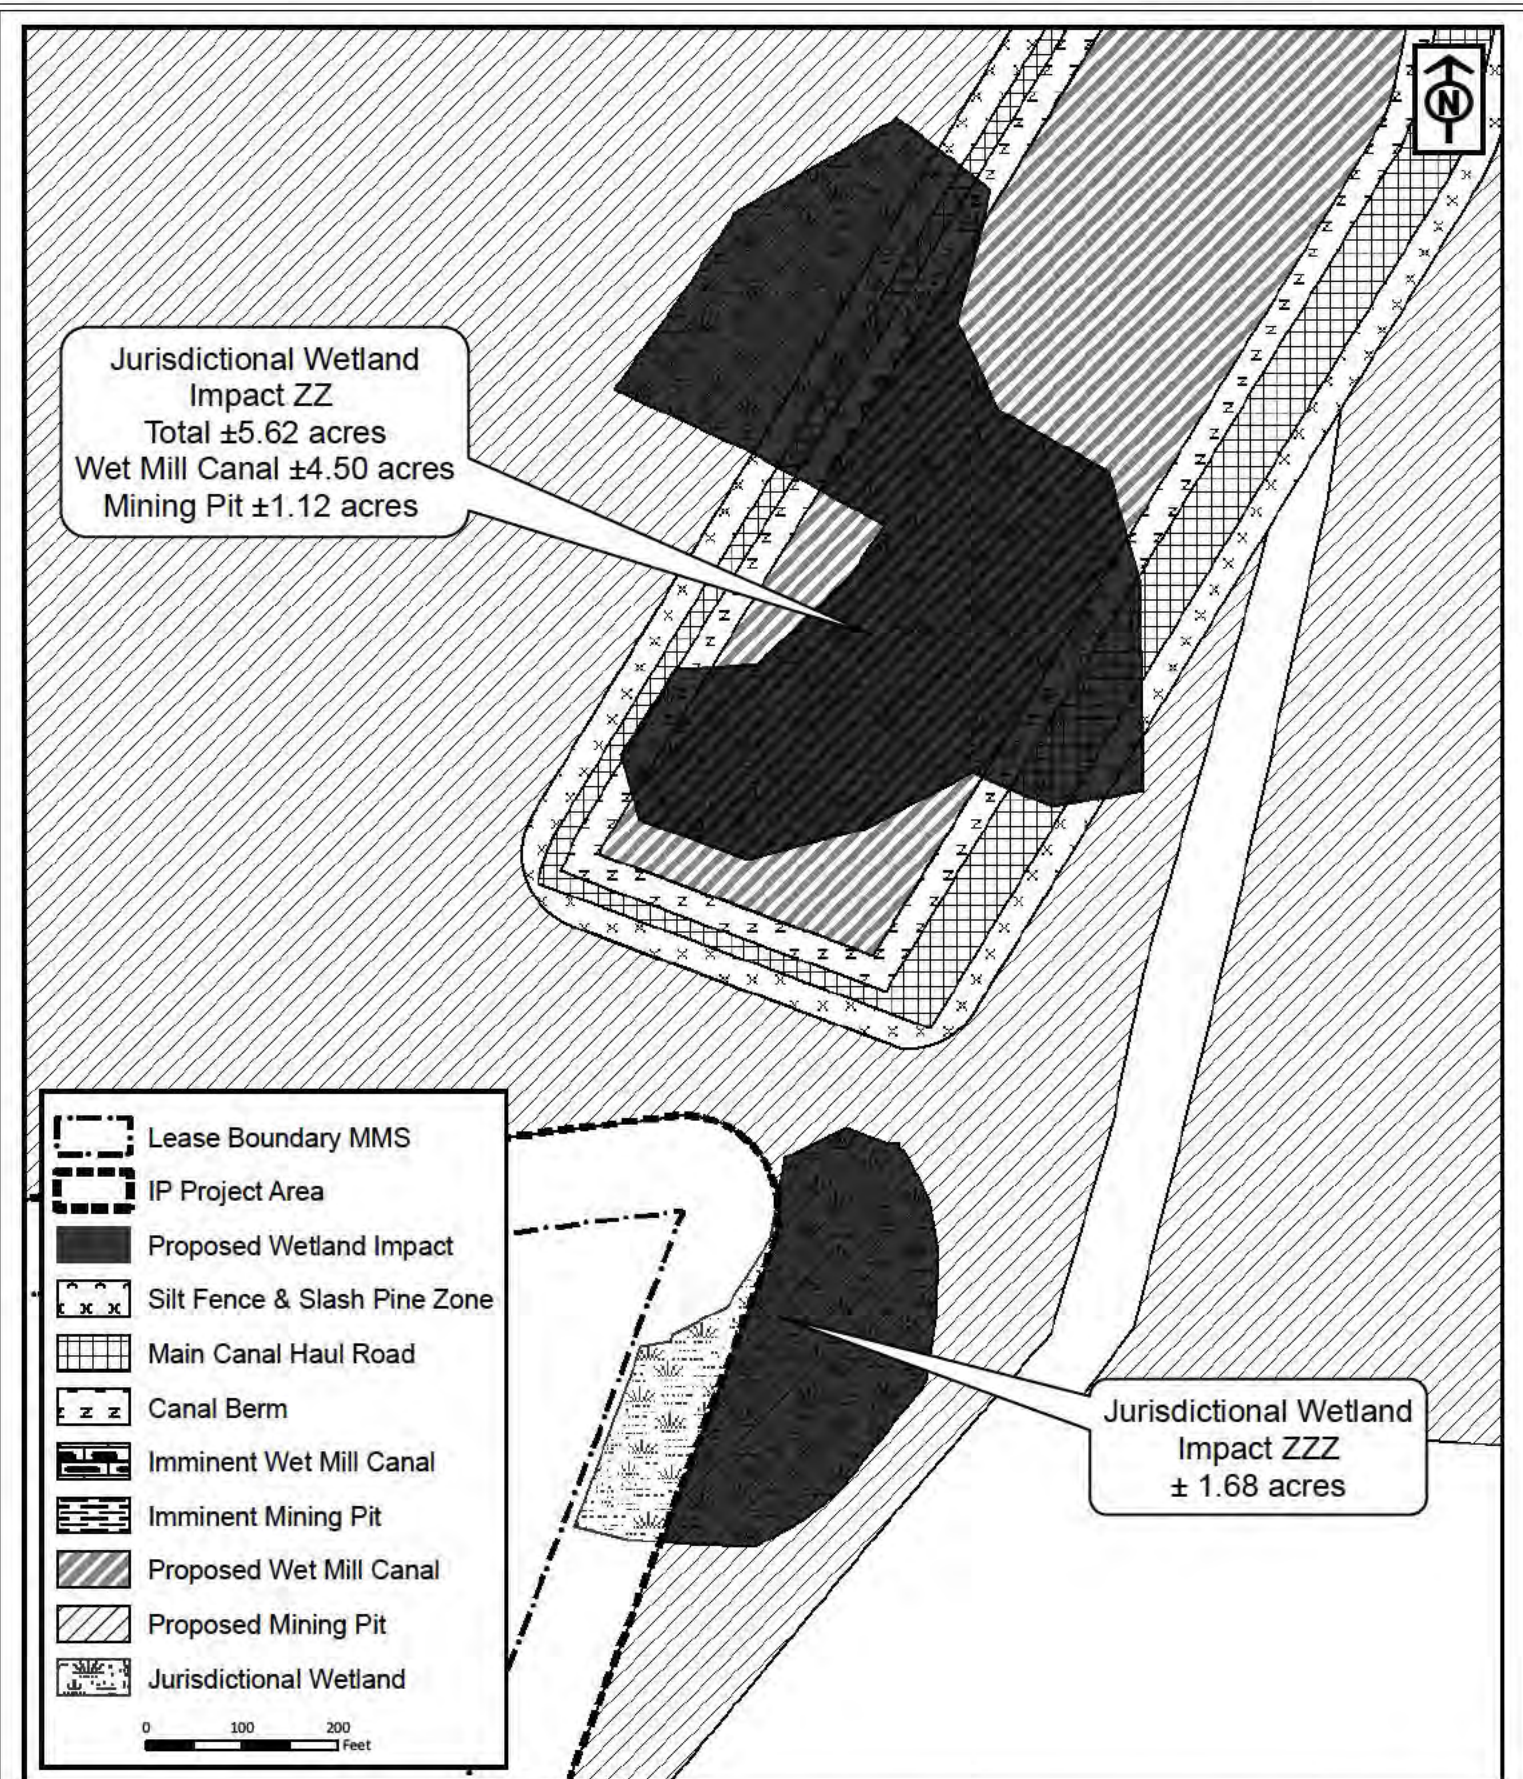 N
Jurisdictional Wetland
Impact ZZ
Total ±5.62 acres
Wet Mill Canal ±4.50 acres
Mining Pit ±1.12 acres
Lease Boundary MMS
IP Project Area
Proposed Wetland Impact
Silt Fence & Slash Pine Zone
Main Canal Haul Road
Canal Berm
Imminent Wet Mill Canal
Imminent Mining Pit
Proposed Wet Mill Canal
Proposed Mining Pit
Jurisdictional Wetland
0 100 200
Feet
Jurisdictional Wetland
Impact ZZZ
± 1.68 acres